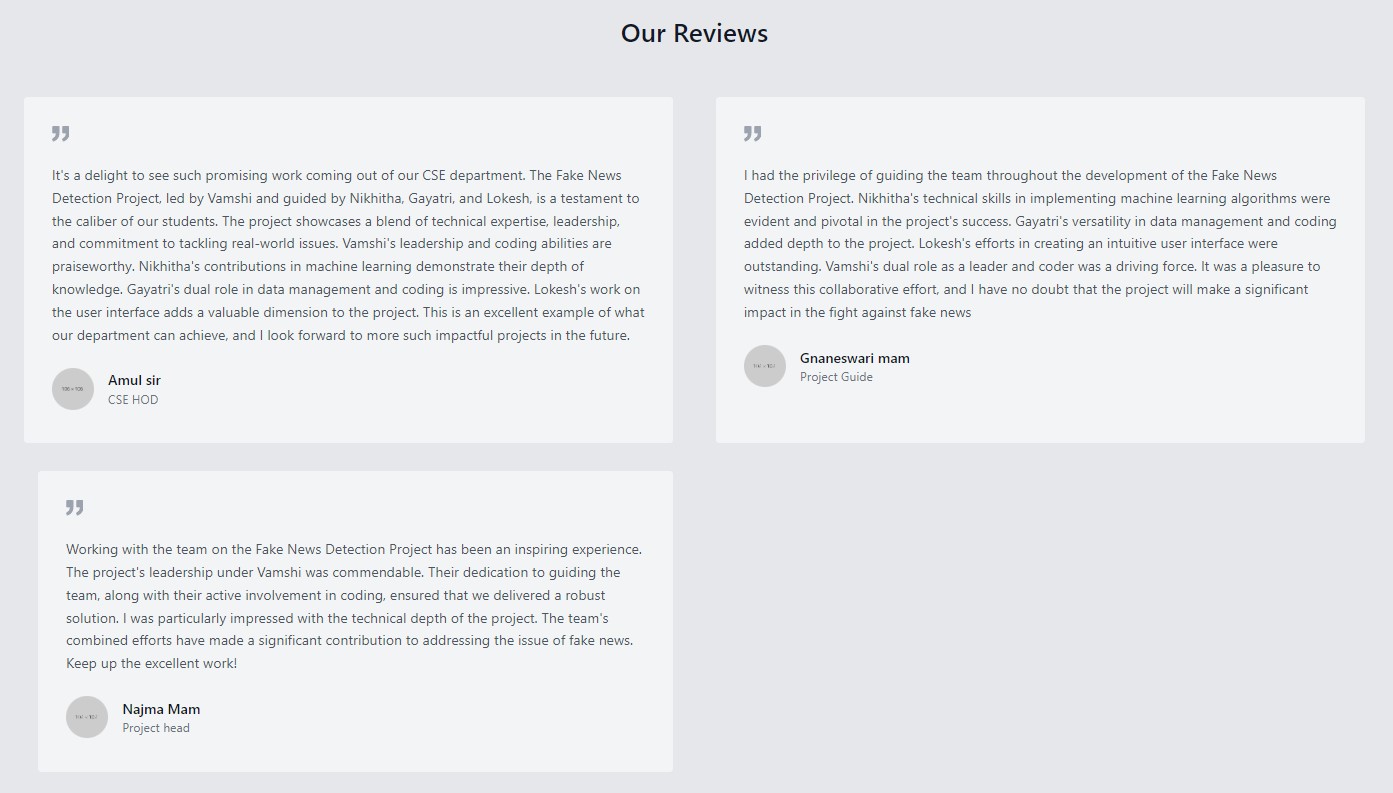 Our Reviews
It's a delight to see such promising work coming out of our CSE department. The Fake News
Detection Project, led by Vamshi and guided by Nikhitha, Gayatri, and Lokesh, is a testament to
the caliber of our students. The project showcases a blend of technical expertise, leadership,
and commitment to tackling real-world issues. Vamshi's leadership and coding abilities are
praiseworthy. Nikhitha's contributions in machine learning demonstrate their depth of
knowledge. Gayatri's dual role in data management and coding is impressive. Lokesh's work on
the user interface adds a valuable dimension to the project. This is an excellent example of what
our department can achieve, and I look forward to more such impactful projects in the future.
Amul sir
CSE HOD
I had the privilege of guiding the team throughout the development of the Fake News
Detection Project. Nikhitha's technical skills in implementing machine learning algorithms were
evident and pivotal in the project's success. Gayatri's versatility in data management and coding
added depth to the project. Lokesh's efforts in creating an intuitive user interface were
outstanding. Vamshi's dual role as a leader and coder was a driving force. It was a pleasure to
witness this collaborative effort, and I have no doubt that the project will make a significant
impact in the fight against fake news
Gnaneswari mam
Project Guide
Working with the team on the Fake News Detection Project has been an inspiring experience.
The project's leadership under Vamshi was commendable. Their dedication to guiding the
team, along with their active involvement in coding, ensured that we delivered a robust
solution. I was particularly impressed with the technical depth of the project. The team's
combined efforts have made a significant contribution to addressing the issue of fake news.
Keep up the excellent work!
Najma Mam
Project head